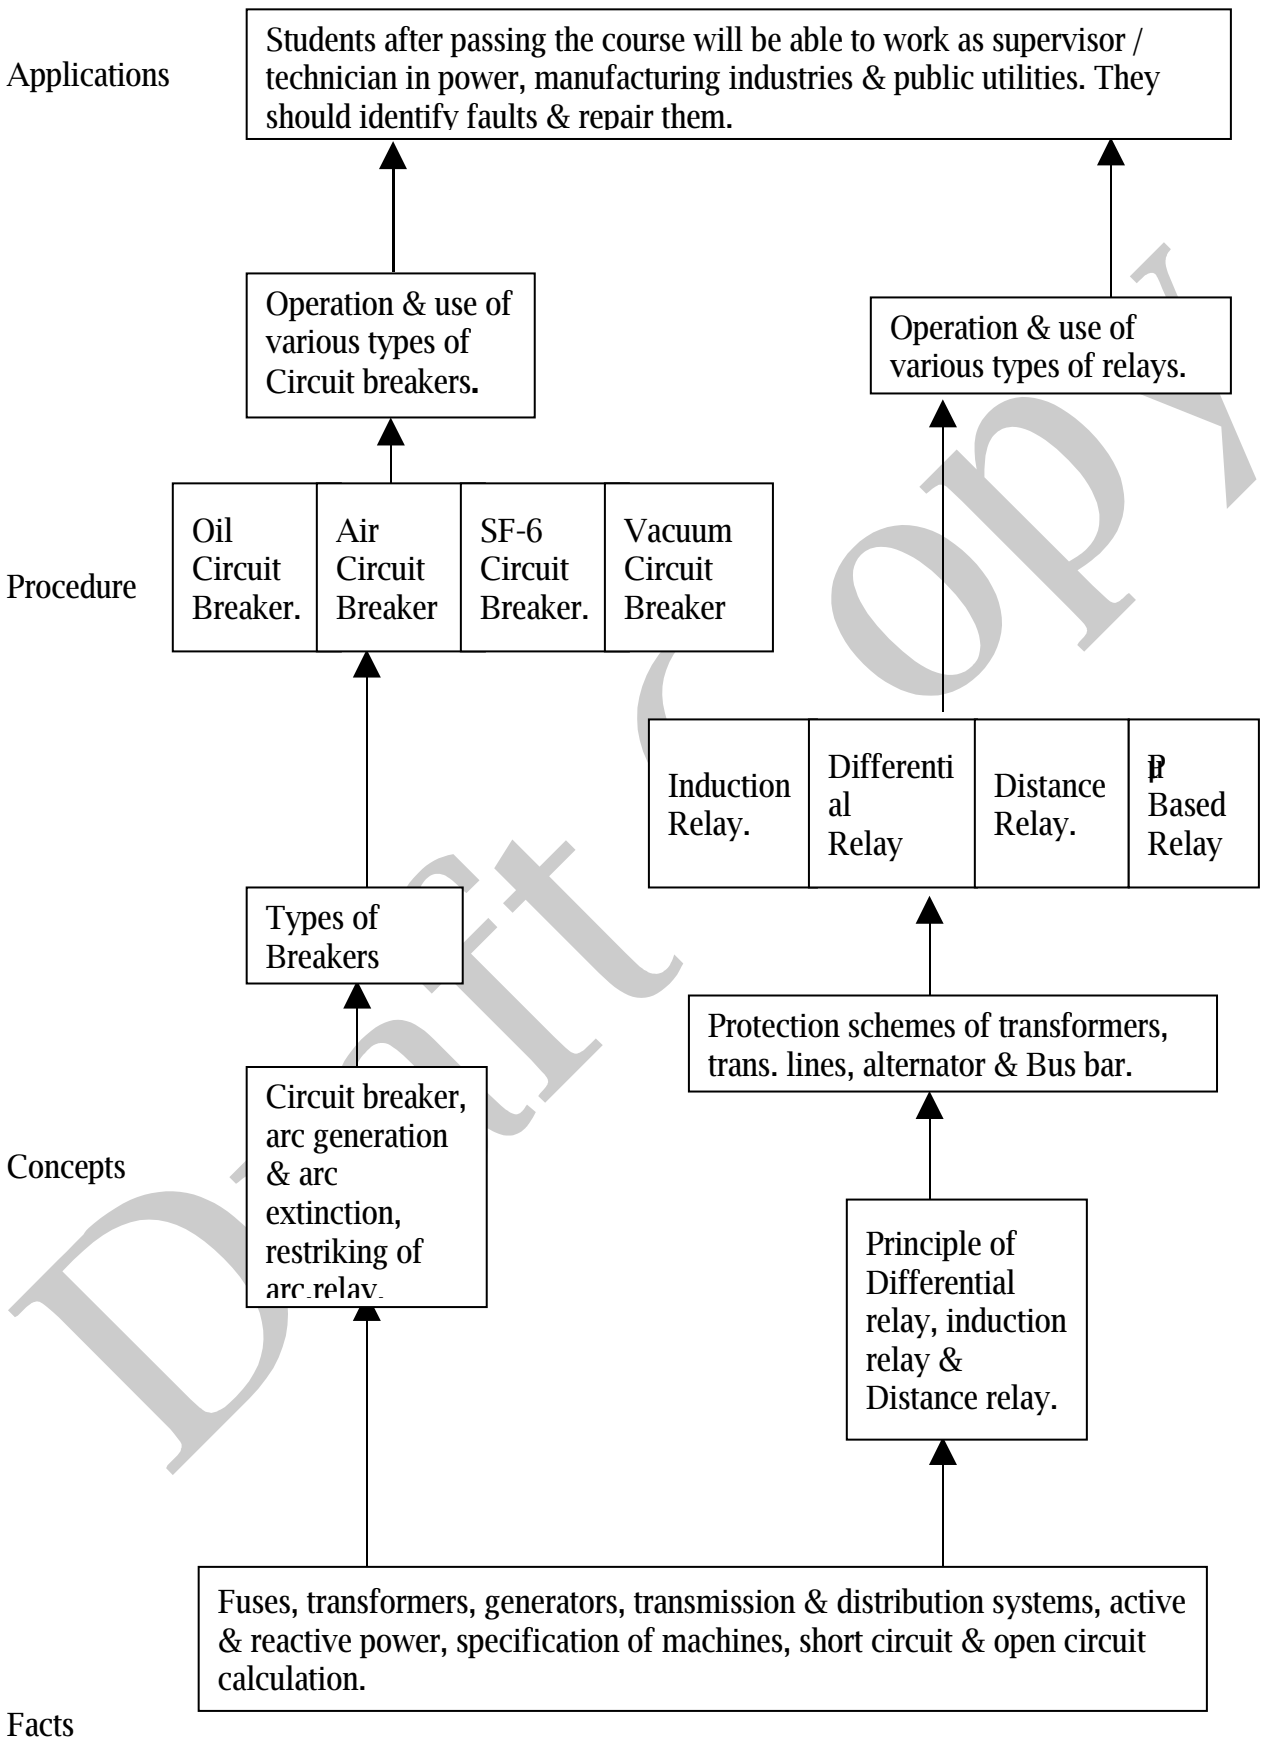 Applications
Students after passing the course will be able to work as supervisor /
technician in power, manufacturing industries & public utilities. They
should identify faults & repair them.
Operation & use of
various types of
Circuit breakers.
Operation & use of
various types of relays.
Procedure
Oil
Circuit
Breaker.
Air
Circuit
Breaker
SF-6
Circuit
Breaker.
Vacuum
Circuit
Breaker
Induction
Relay.
Differenti
al
Relay
Distance
Relay.
Based
Relay
Types of
Breakers
Protection schemes of transformers,
trans. lines, alternator & Bus bar.
Concepts
Circuit breaker,
arc generation
& arc
extinction,
restriking of
arc.relay.
Principle of
Differential
relay, induction
relay &
Distance relay.
Fuses, transformers, generators, transmission & distribution systems, active
& reactive power, specification of machines, short circuit & open circuit
calculation.
Facts
Draft Copy